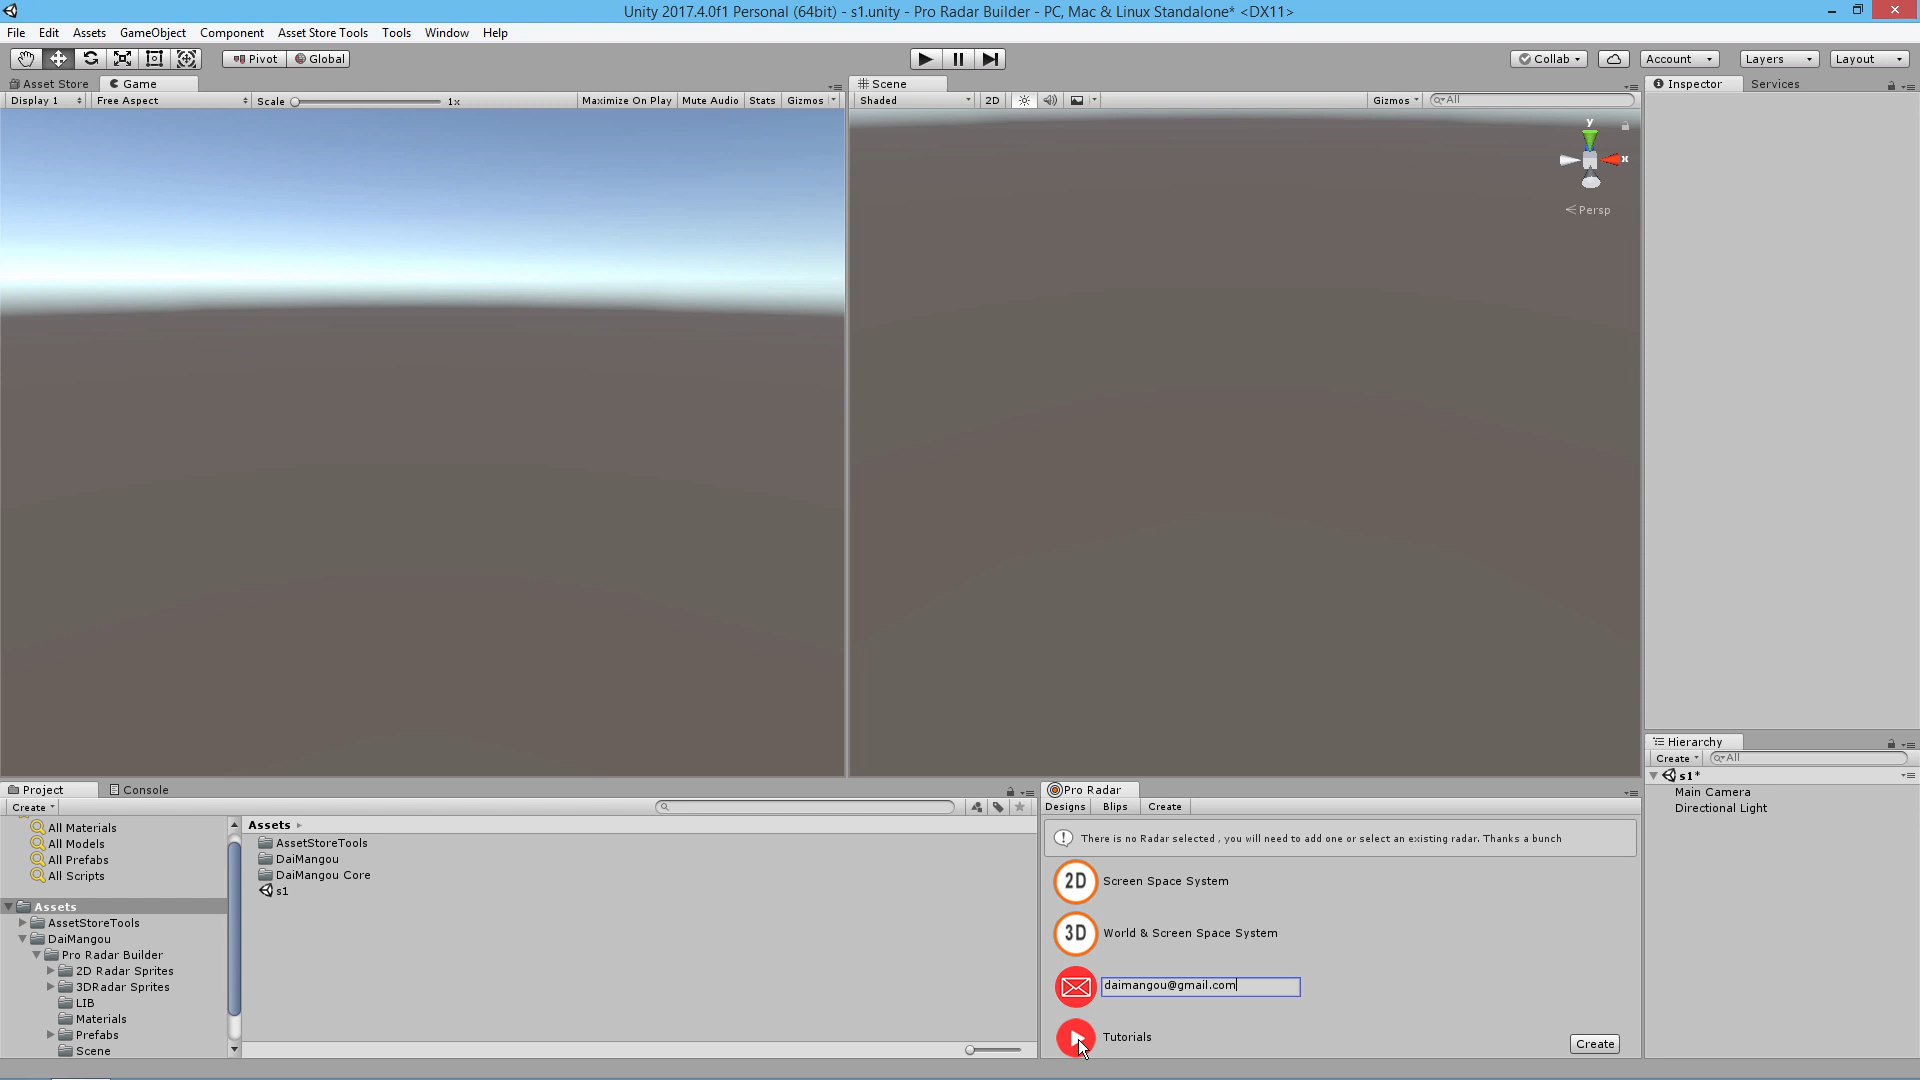 Unity 2017.4.0f1 Personal (64bit) - s1.unity - Pro Radar Builder - PC, Mac & Linux Standalone* <DX11>
File Edit Assets GameObject Component Asset Store Tools Tools Window Help
Pivot Global Collab Account Layers Layout
Asset Store Game
Display 1 Free Aspect Scale 1x Maximize On Play Mute Audio Stats Gizmos
Scene
Shaded 2D Gizmos All
y
x
Persp
Inspector Services
Hierarchy
Create All
s1*
Main Camera
Directional Light
Project Console
Create
All Materials
All Models
All Prefabs
All Scripts
Assets
AssetStoreTools
DaiMangou
Pro Radar Builder
2D Radar Sprites
3DRadar Sprites
LIB
Materials
Prefabs
Scene
Assets
AssetStoreTools
DaiMangou
DaiMangou Core
s1
Pro Radar
Designs Blips Create
There is no Radar selected , you will need to add one or select an existing radar. Thanks a bunch
2D Screen Space System
3D World & Screen Space System
daimangou@gmail.com
Tutorials
Create